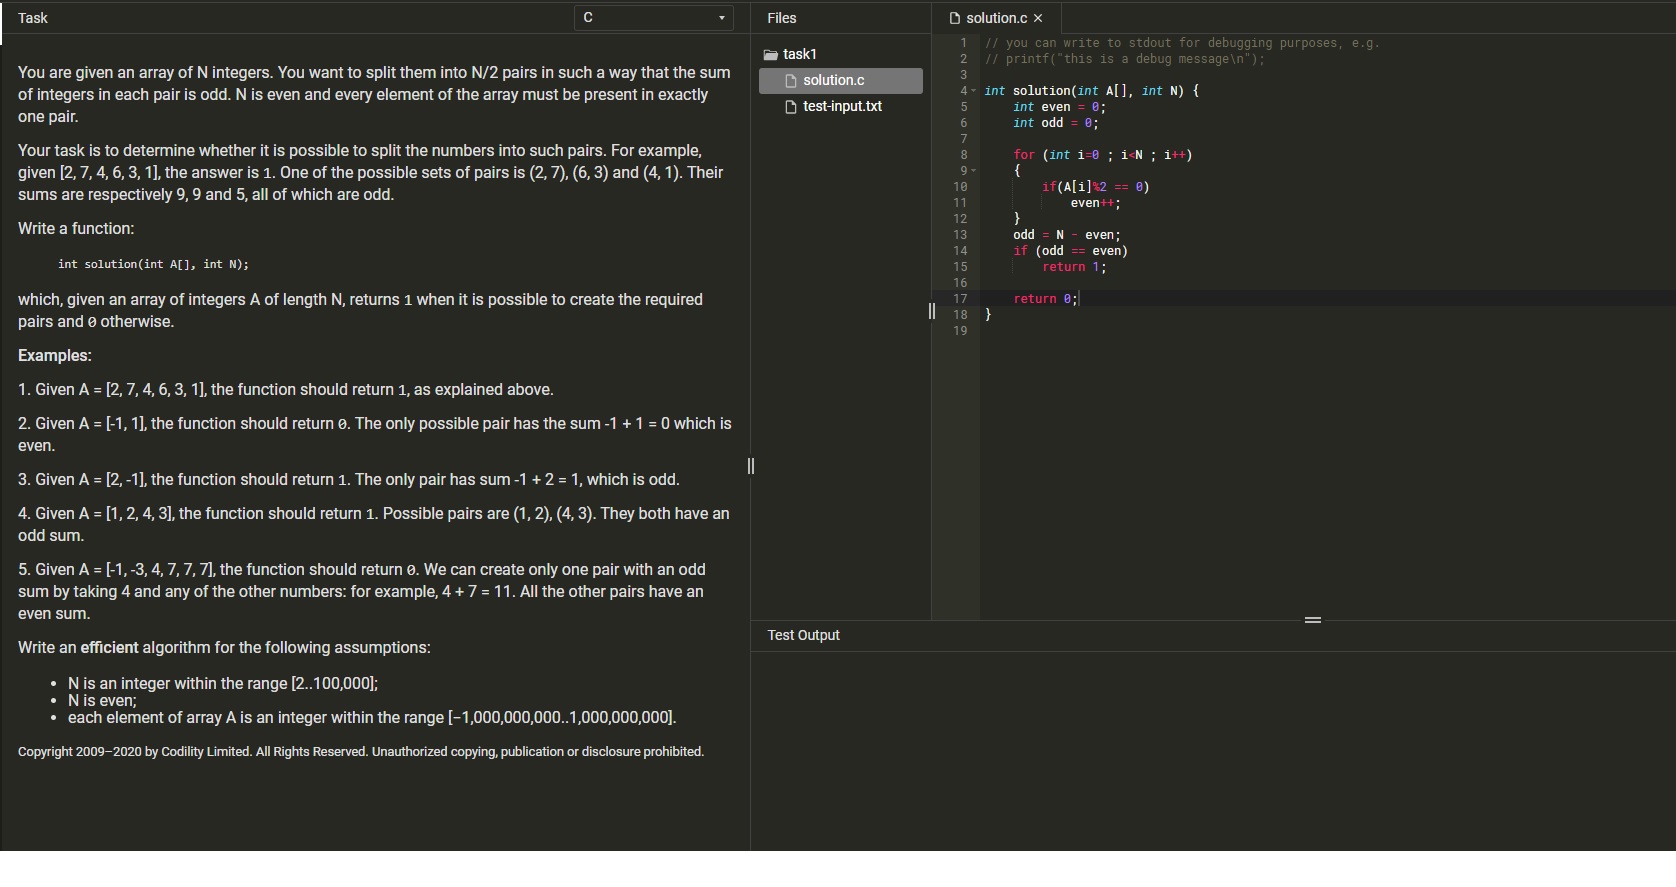 Task
C
You are given an array of N integers. You want to split them into N/2 pairs in such a way that the sum
of integers in each pair is odd. N is even and every element of the array must be present in exactly
one pair.
Your task is to determine whether it is possible to split the numbers into such pairs. For example,
given [2, 7, 4, 6, 3, 1], the answer is 1. One of the possible sets of pairs is (2, 7), (6, 3) and (4, 1). Their
sums are respectively 9, 9 and 5, all of which are odd.
Write a function:
int solution(int A[], int N);
which, given an array of integers A of length N, returns 1 when it is possible to create the required
pairs and 0 otherwise.
Examples:
1. Given A = [2, 7, 4, 6, 3, 1], the function should return 1, as explained above.
2. Given A = [-1, 1], the function should return 0. The only possible pair has the sum -1 + 1 = 0 which is
even.
3. Given A = [2, -1], the function should return 1. The only pair has sum -1 + 2 = 1, which is odd.
4. Given A = [1, 2, 4, 3], the function should return 1. Possible pairs are (1, 2), (4, 3). They both have an
odd sum.
5. Given A = [-1, -3, 4, 7, 7, 7], the function should return 0. We can create only one pair with an odd
sum by taking 4 and any of the other numbers: for example, 4 + 7 = 11. All the other pairs have an
even sum.
Write an efficient algorithm for the following assumptions:
• N is an integer within the range [2..100,000];
• N is even;
• each element of array A is an integer within the range [−1,000,000,000..1,000,000,000].
Copyright 2009–2020 by Codility Limited. All Rights Reserved. Unauthorized copying, publication or disclosure prohibited.
Files
task1
solution.c
test-input.txt
solution.c ×
1 // you can write to stdout for debugging purposes, e.g.
2 // printf("this is a debug message\n");
3
4 int solution(int A[], int N) {
5 int even = 0;
6 int odd = 0;
7
8 for (int i=0 ; i<N ; i++)
9 {
10 if(A[i]%2 == 0)
11 even++;
12 }
13 odd = N - even;
14 if (odd == even)
15 return 1;
16
17 return 0;
18 }
19
Test Output